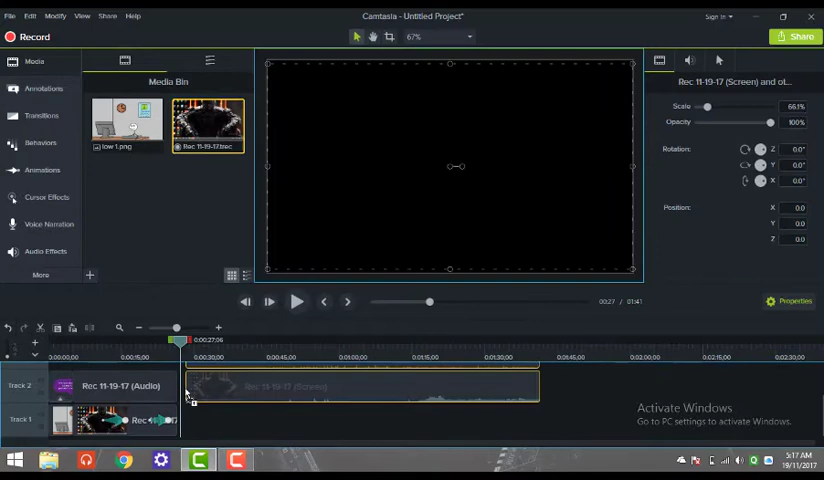 File Edit Modify View Share Help
Camtasia - Untitled Project*
Sign In
Record
67%
Share
Media
Annotations
Transitions
Behaviors
Animations
Cursor Effects
Voice Narration
Audio Effects
More
Media Bin
low 1.png
Rec 11-19-17.trec
Rec 11-19-17 (Screen) and ot...
Scale 66.1%
Opacity 100%
Rotation: Z 0.0°
Y 0.0°
X 0.0°
Position: X 0.0
Y 0.0
Z 0.0
00:27 / 01:41
Properties
0:00:27;06
0:00:00;00 0:00:15;00 0:00:30;00 0:00:45;00 0:01:00;00 0:01:15;00 0:01:30;00 0:01:45;00 0:02:00;00 0:02:15;00 0:02:30;00
Track 2
Rec 11-19-17 (Audio)
Rec 11-19-17 (Screen)
Track 1
Rec
Activate Windows
Go to PC settings to activate Windows.
5:17 AM
19/11/2017